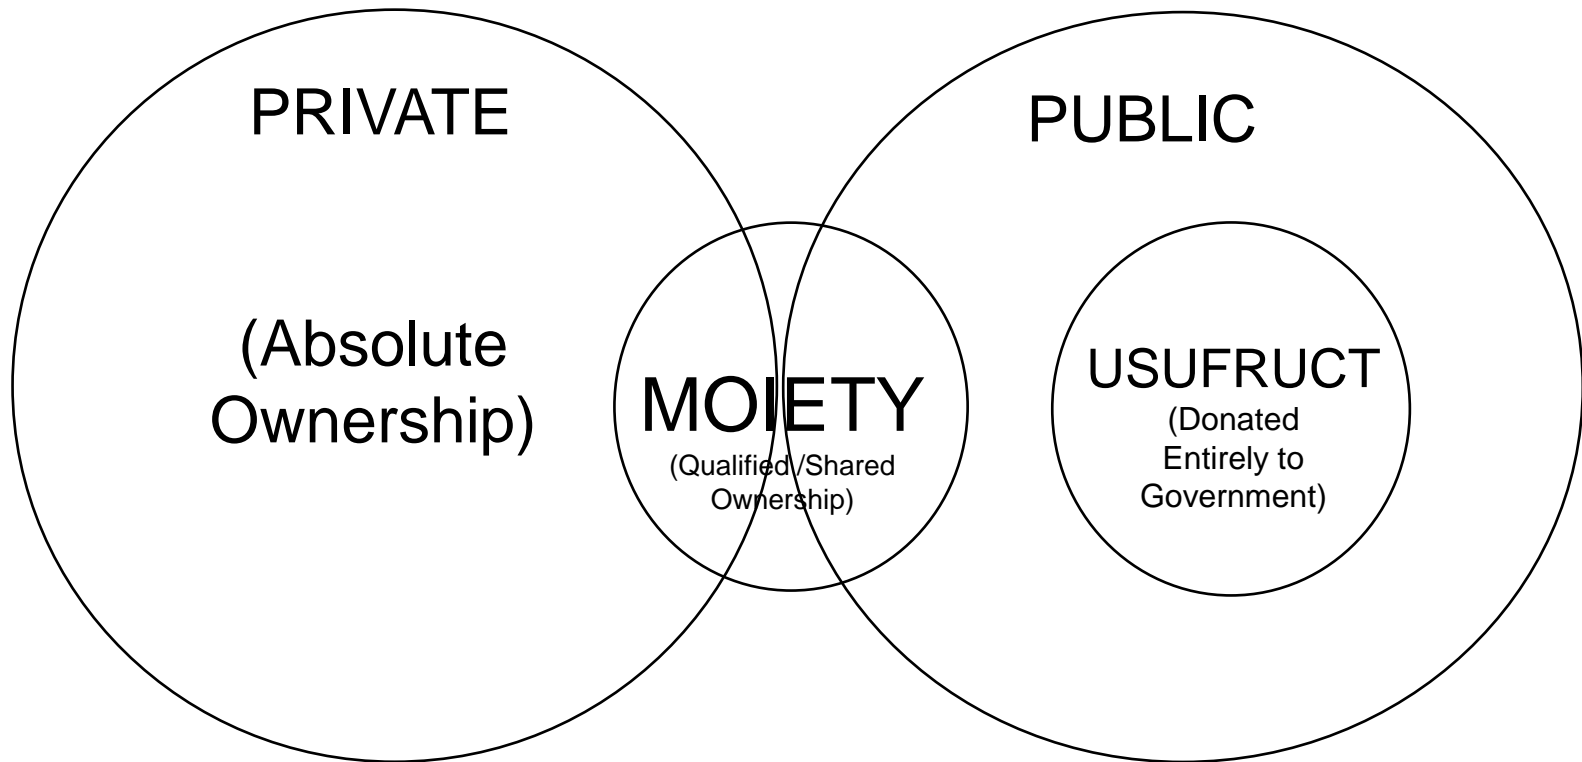 PRIVATE
(Absolute
Ownership)
MOIETY
(Qualified /Shared
Ownership)
PUBLIC
USUFRUCT
(Donated
Entirely to
Government)